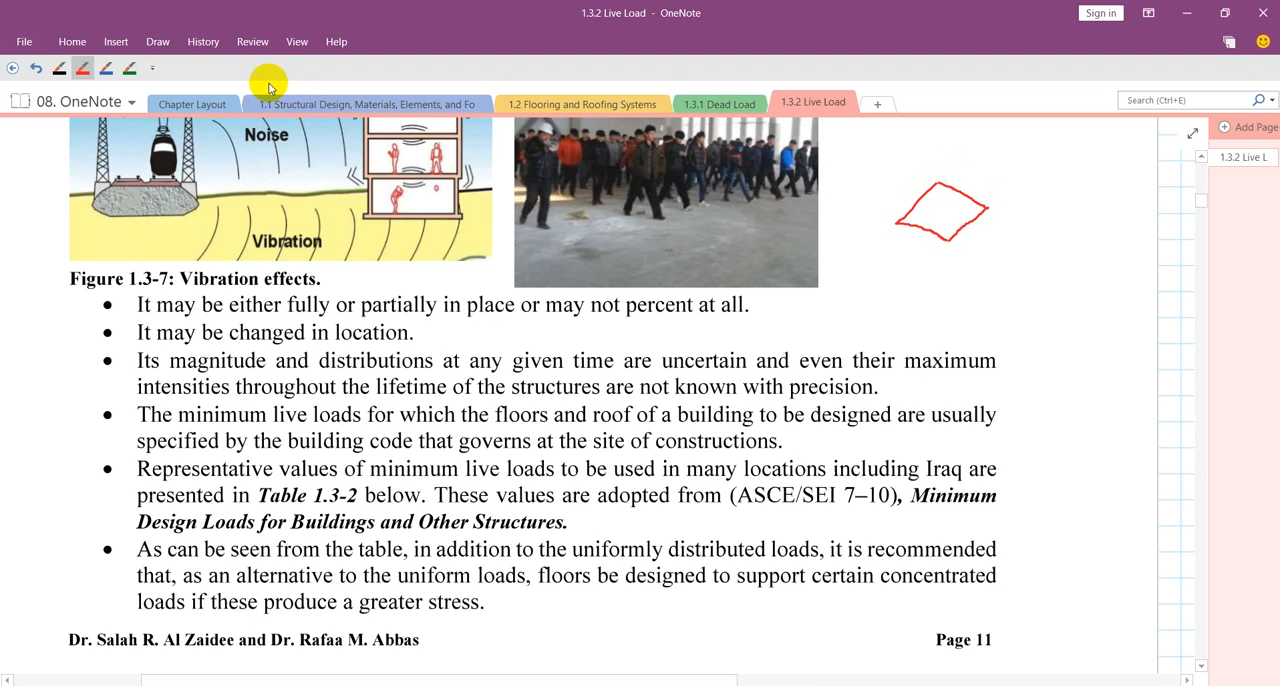 1.3.2 Live Load - OneNote
Sign in
File Home Insert Draw History Review View Help
08. OneNote
Chapter Layout
1.1 Structural Design, Materials, Elements, and Fo
1.2 Flooring and Roofing Systems
1.3.1 Dead Load
1.3.2 Live Load
+
Search (Ctrl+E)
Add Page
1.3.2 Live L
Noise
Vibration
Figure 1.3-7: Vibration effects.
• It may be either fully or partially in place or may not percent at all.
• It may be changed in location.
• Its magnitude and distributions at any given time are uncertain and even their maximum
intensities throughout the lifetime of the structures are not known with precision.
• The minimum live loads for which the floors and roof of a building to be designed are usually
specified by the building code that governs at the site of constructions.
• Representative values of minimum live loads to be used in many locations including Iraq are
presented in Table 1.3-2 below. These values are adopted from (ASCE/SEI 7–10), Minimum
Design Loads for Buildings and Other Structures.
• As can be seen from the table, in addition to the uniformly distributed loads, it is recommended
that, as an alternative to the uniform loads, floors be designed to support certain concentrated
loads if these produce a greater stress.
Dr. Salah R. Al Zaidee and Dr. Rafaa M. Abbas
Page 11